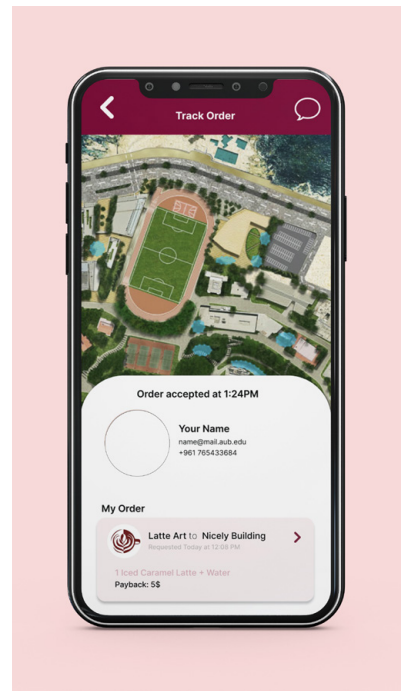 Track Order
Order accepted at 1:24PM
Your Name
name@mail.aub.edu
+961 765433684
My Order
Latte Art to Nicely Building
Requested Today at 12:08 PM
1 Iced Caramel Latte + Water
Payback: 5$